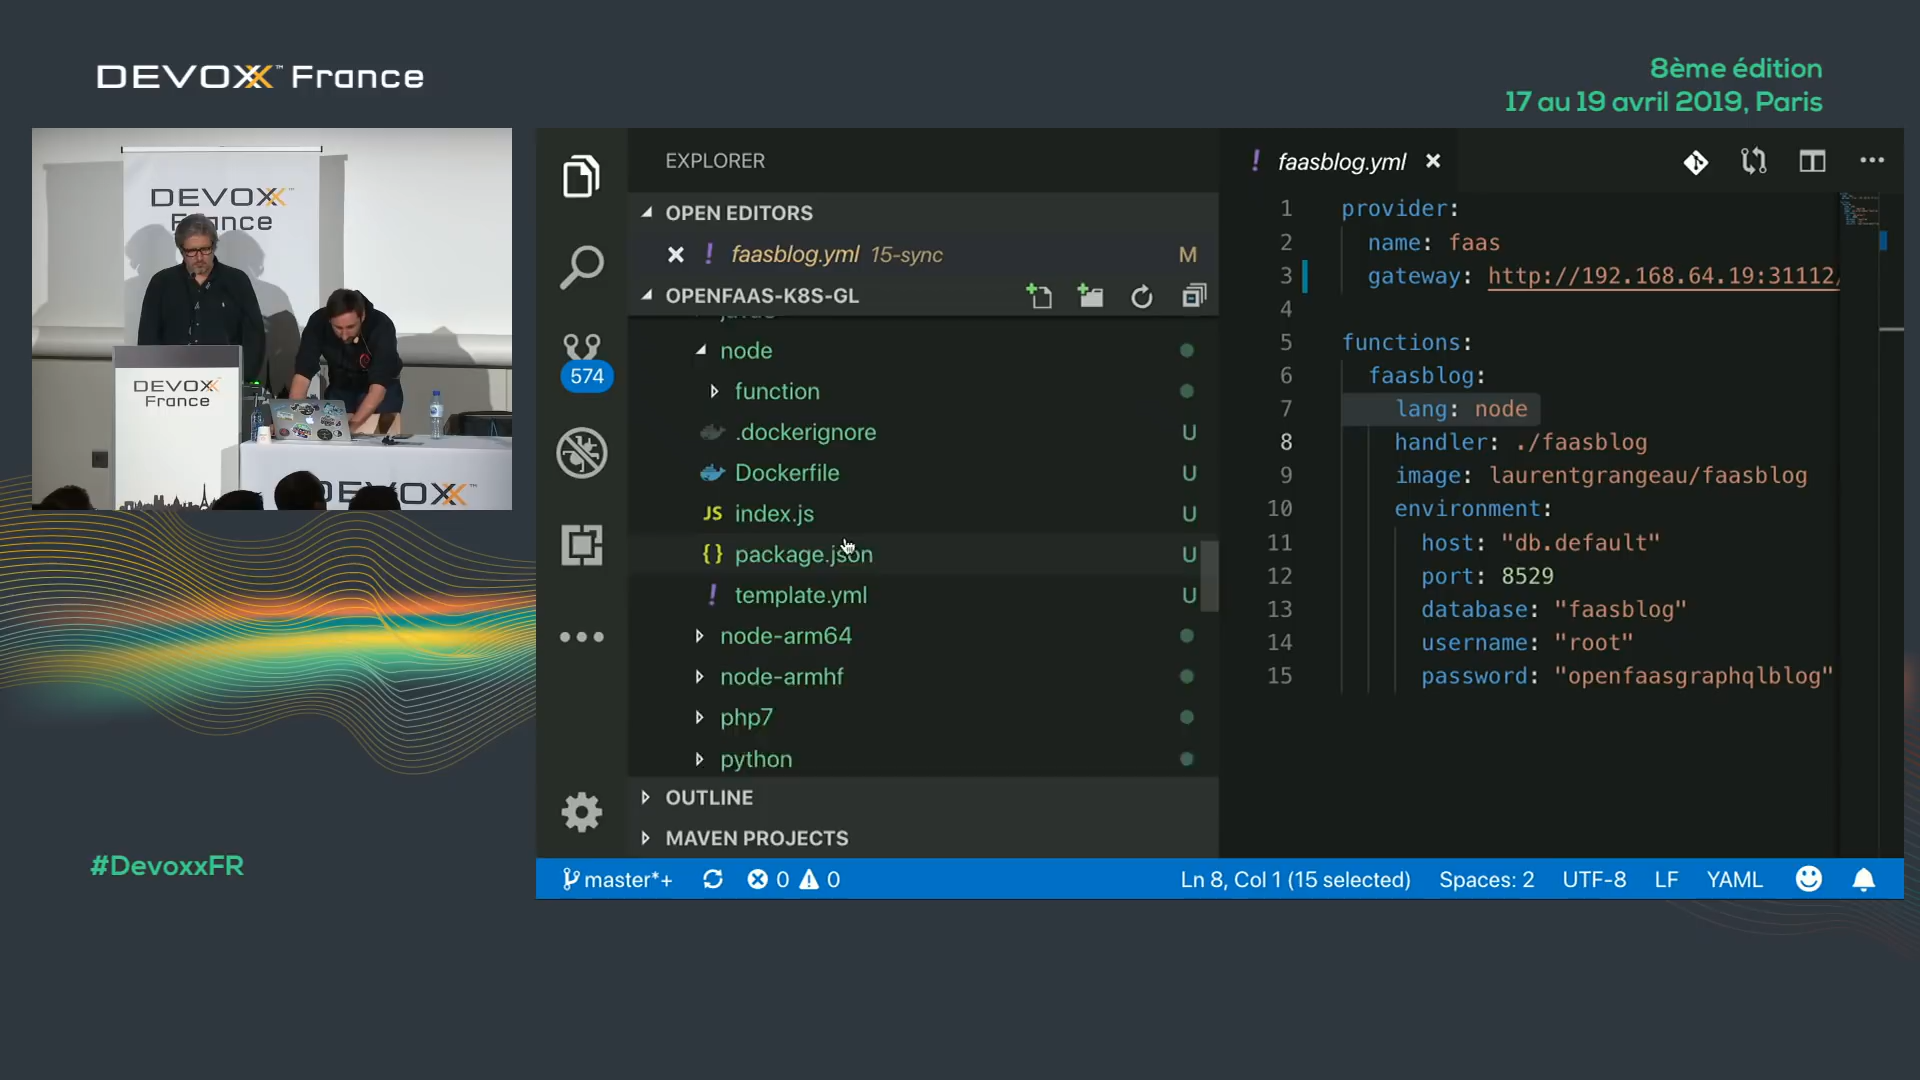 DEVOXX™ France
8ème édition
17 au 19 avril 2019, Paris
DEVOXX™
France
DEVOXX
France
DEVOXX
#DevoxxFR
EXPLORER
OPEN EDITORS
faasblog.yml 15-sync M
OPENFAAS-K8S-GL
574
node
function
.dockerignore U
Dockerfile U
JS index.js U
{} package.json U
! template.yml U
node-arm64
node-armhf
php7
python
OUTLINE
MAVEN PROJECTS
! faasblog.yml
1 provider:
2 name: faas
3 gateway: http://192.168.64.19:31112/
4
5 functions:
6 faasblog:
7 lang: node
8 handler: ./faasblog
9 image: laurentgrangeau/faasblog
10 environment:
11 host: "db.default"
12 port: 8529
13 database: "faasblog"
14 username: "root"
15 password: "openfaasgraphqlblog"
master*+ 0 0 Ln 8, Col 1 (15 selected) Spaces: 2 UTF-8 LF YAML